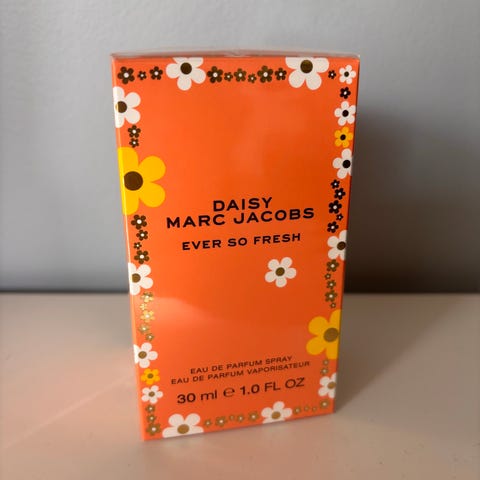 DAISY
MARC JACOBS
EVER SO FRESH
EAU DE PARFUM SPRAY
EAU DE PARFUM VAPORISATEUR
30 ml ℮ 1.0 FL OZ